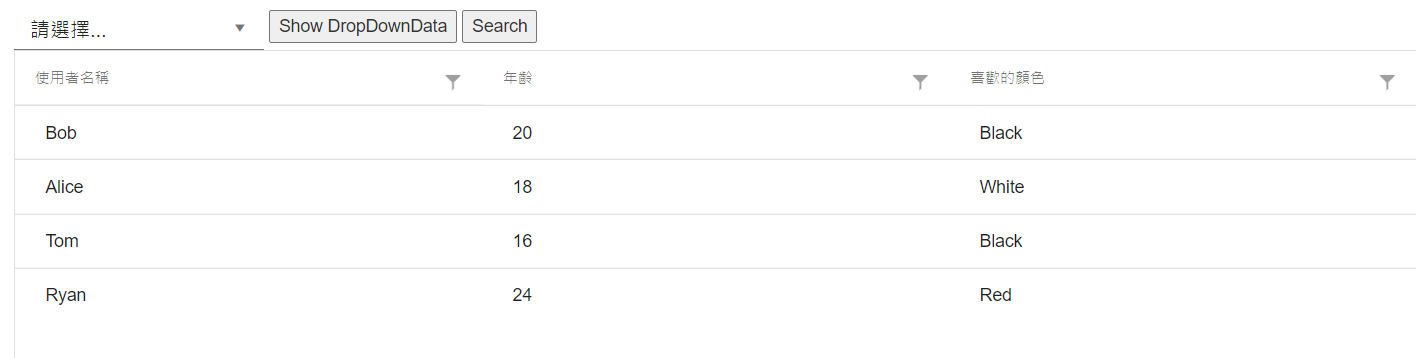 請選擇... Show DropDownData Search
使用者名稱 年齡 喜歡的顏色
Bob 20 Black
Alice 18 White
Tom 16 Black
Ryan 24 Red